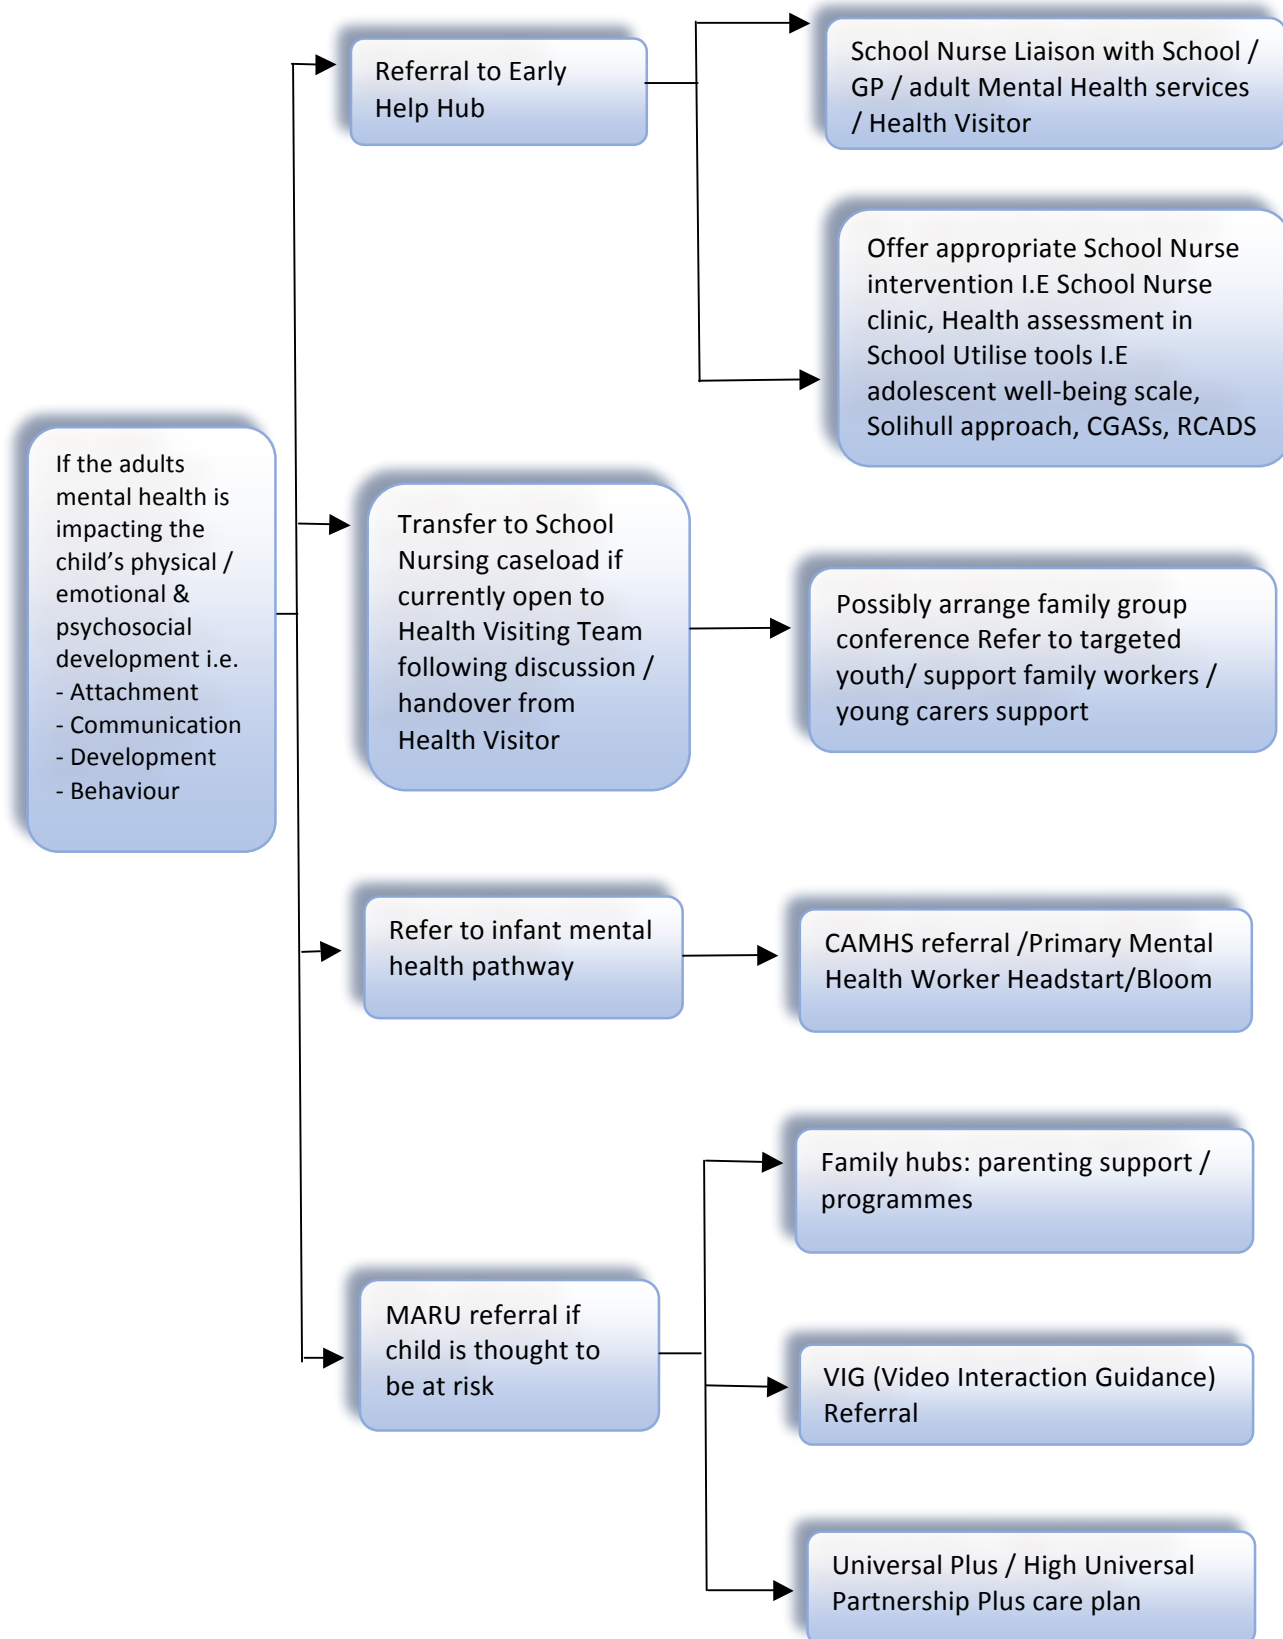 Referral to Early
Help Hub
School Nurse Liaison with School /
GP / adult Mental Health services
/ Health Visitor
Offer appropriate School Nurse
intervention I.E School Nurse
clinic, Health assessment in
School Utilise tools I.E
adolescent well-being scale,
Solihull approach, CGASs, RCADS
If the adults
mental health is
impacting the
child’s physical /
emotional &
psychosocial
development i.e.
- Attachment
- Communication
- Development
- Behaviour
Transfer to School
Nursing caseload if
currently open to
Health Visiting Team
following discussion /
handover from
Health Visitor
Possibly arrange family group
conference Refer to targeted
youth/ support family workers /
young carers support
Refer to infant mental
health pathway
CAMHS referral /Primary Mental
Health Worker Headstart/Bloom
MARU referral if
child is thought to
be at risk
Family hubs: parenting support /
programmes
VIG (Video Interaction Guidance)
Referral
Universal Plus / High Universal
Partnership Plus care plan